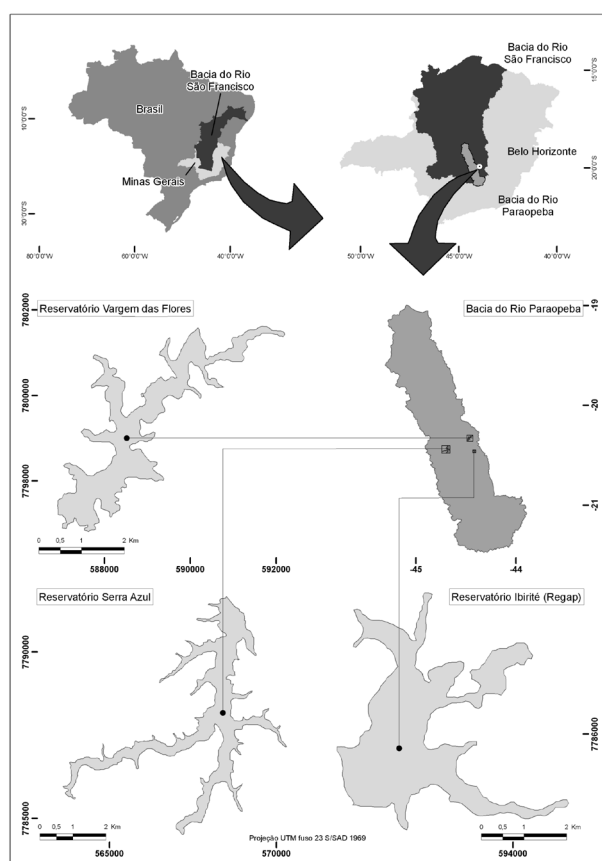 Bacia do Rio
São Francisco
Brasil
Minas Gerais
10°0'0"S
30°0'0"S
80°0'0"W
60°0'0"W
40°0'0"W
Bacia do Rio
São Francisco
Belo Horizonte
Bacia do Rio
Paraopeba
15°0'0"S
20°0'0"S
50°0'0"W
45°0'0"W
40°0'0"W
Reservatório Vargem das Flores
7802000
7800000
7798000
0 0,5 1 2 Km
588000
590000
592000
Bacia do Rio Paraopeba
-19
-20
-21
-45
-44
Reservatório Serra Azul
7790000
7785000
0 0,5 1 2 Km
565000
570000
Reservatório Ibirité (Regap)
7786000
0 0,5 1 2 Km
594000
Projeção UTM fuso 23 S/SAD 1969